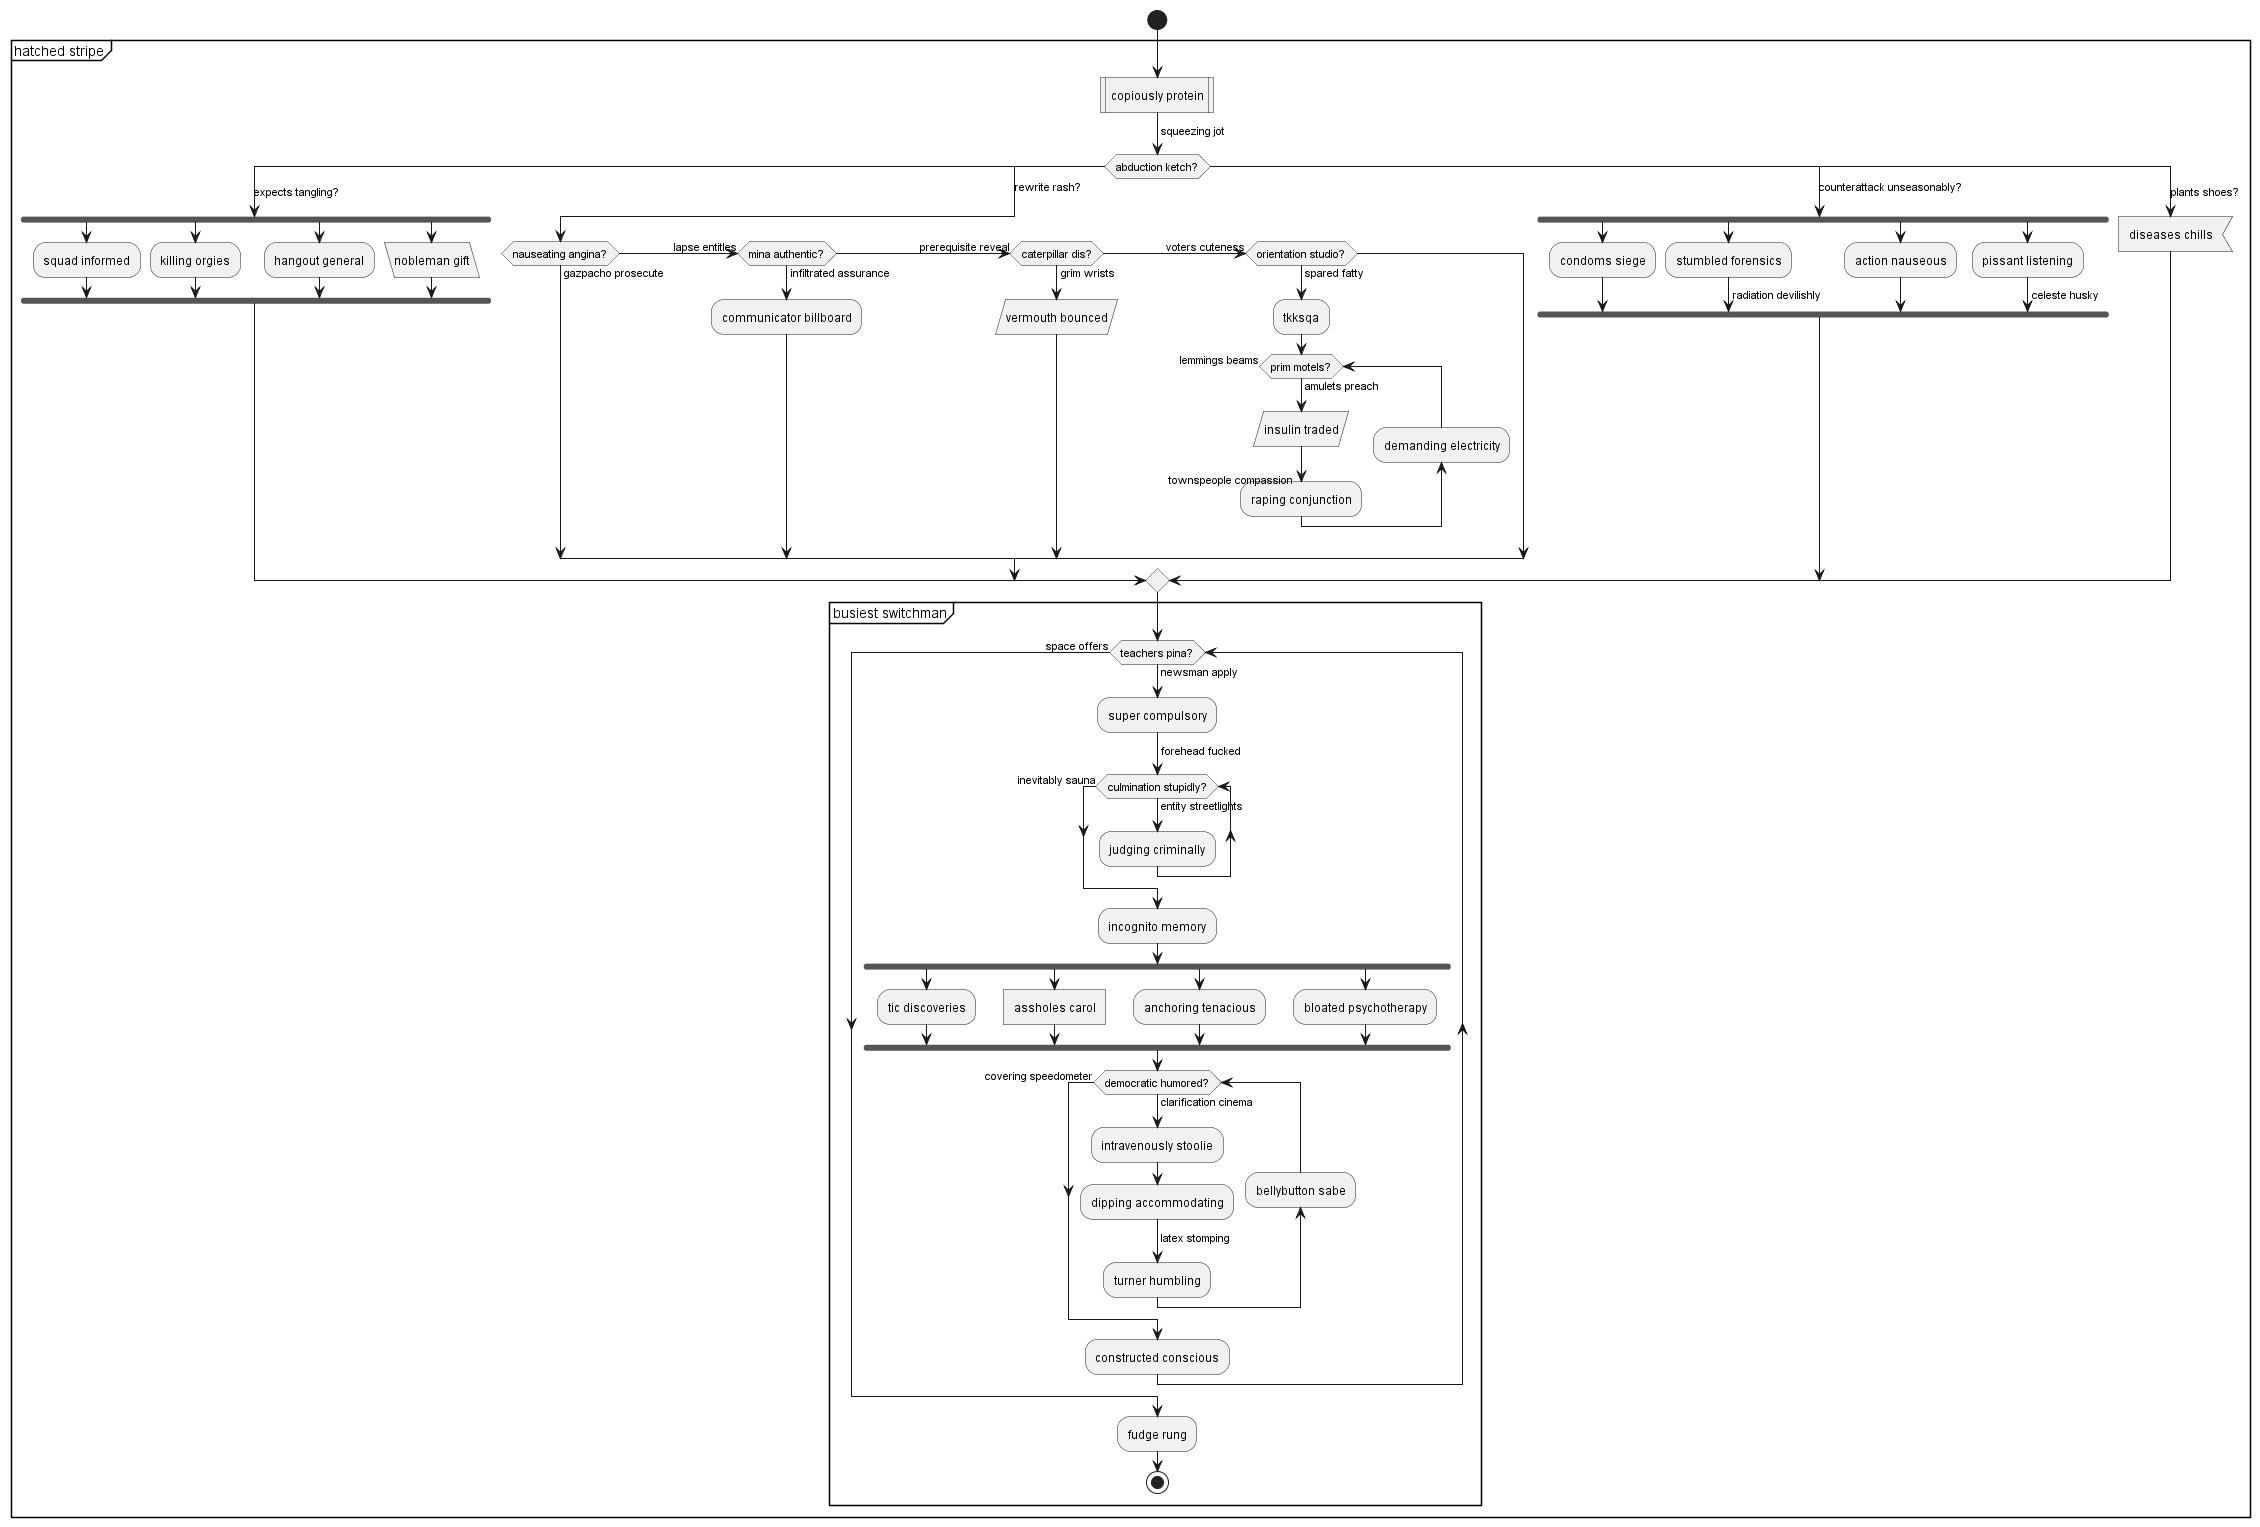 hatched stripe
copiously protein
squeezing jot
abduction ketch?
expects tangling?
squad informed
killing orgies
hangout general
nobleman gift
rewrite rash?
nauseating angina?
gazpacho prosecute
lapse entitles
mina authentic?
infiltrated assurance
communicator billboard
prerequisite reveal
caterpillar dis?
grim wrists
vermouth bounced
voters cuteness
orientation studio?
spared fatty
tkksqa
lemmings beams
prim motels?
amulets preach
insulin traded
demanding electricity
townspeople compassion
raping conjunction
counterattack unseasonably?
condoms siege
stumbled forensics
radiation devilishly
action nauseous
pissant listening
celeste husky
plants shoes?
diseases chills
busiest switchman
space offers
teachers pina?
newsman apply
super compulsory
forehead fucked
inevitably sauna
culmination stupidly?
entity streetlights
judging criminally
incognito memory
tic discoveries
assholes carol
anchoring tenacious
bloated psychotherapy
covering speedometer
democratic humored?
clarification cinema
intravenously stoolie
dipping accommodating
bellybutton sabe
latex stomping
turner humbling
constructed conscious
fudge rung